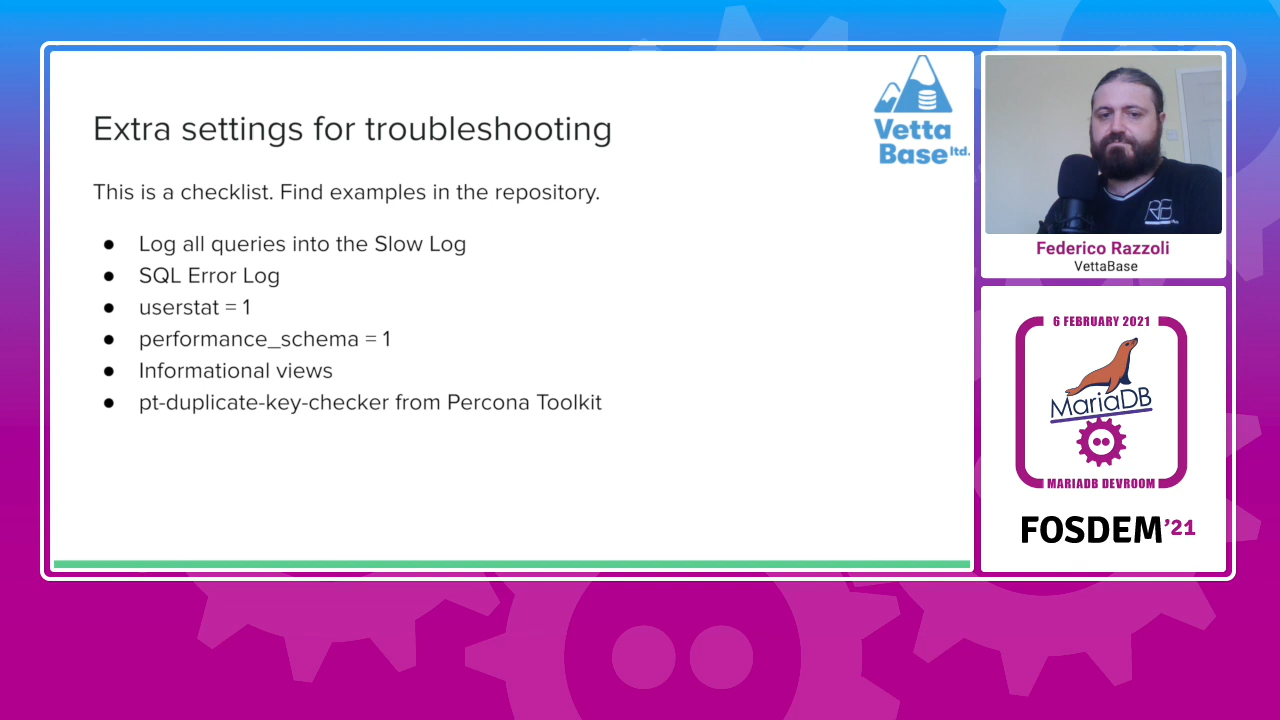 Extra settings for troubleshooting
This is a checklist. Find examples in the repository.
● Log all queries into the Slow Log
● SQL Error Log
● userstat = 1
● performance_schema = 1
● Informational views
● pt-duplicate-key-checker from Percona Toolkit
Vetta
Base ltd.
Federico Razzoli
VettaBase
6 FEBRUARY 2021
MariaDB
MARIADB DEVROOM
FOSDEM'21